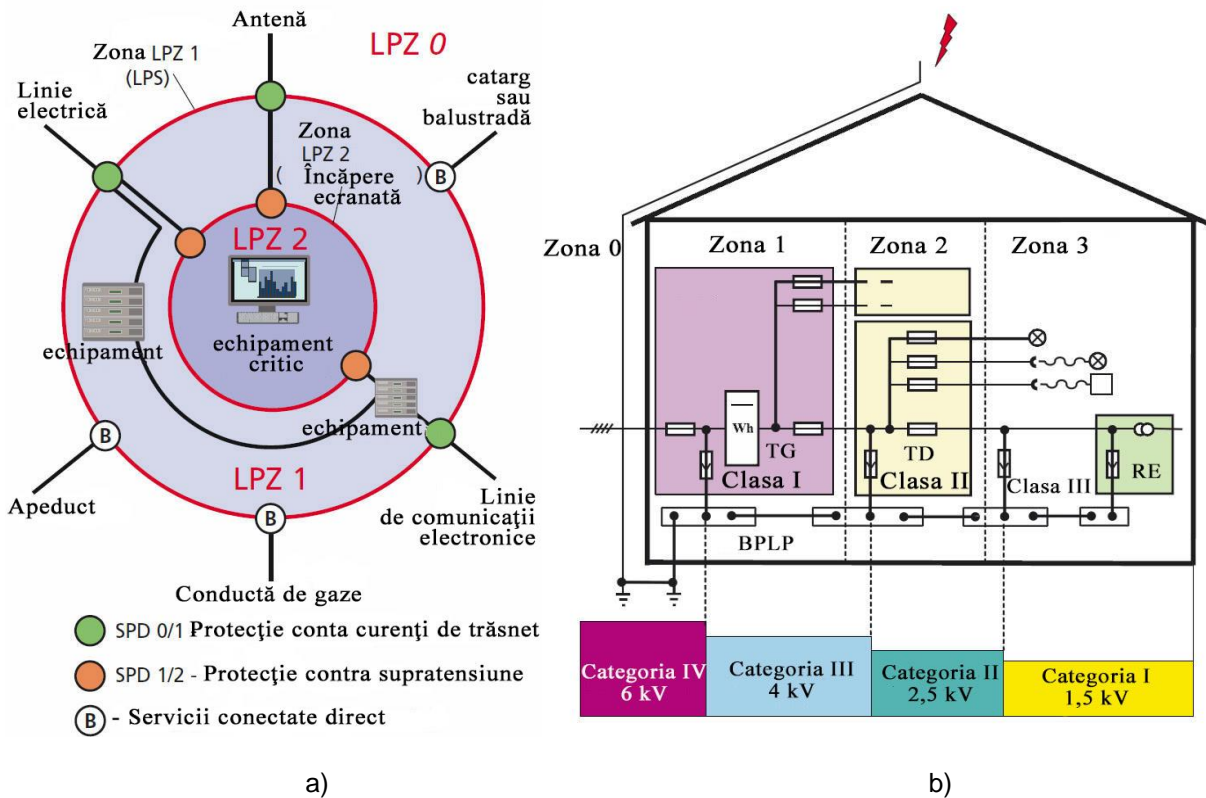 Antenă
LPZ 0
Zona LPZ 1
(LPS)
Linie
electrică
catarg
sau
balustradă
Zona
LPZ 2
( Încăpere )
ecranată
B
LPZ 2
echipament
echipament
critic
echipament
B
Apeduct
LPZ 1
B
Linie
de comunicaţii
electronice
Conductă de gaze
SPD 0/1 Protecţie conta curenţi de trăsnet
SPD 1/2 - Protecţie contra supratensiune
B - Servicii conectate direct
a)
Zona 0
Zona 1
Zona 2
Zona 3
Wh
TG
TD
RE
Clasa I
Clasa II
Clasa III
BPLP
Categoria IV
6 kV
Categoria III
4 kV
Categoria II
2,5 kV
Categoria I
1,5 kV
b)